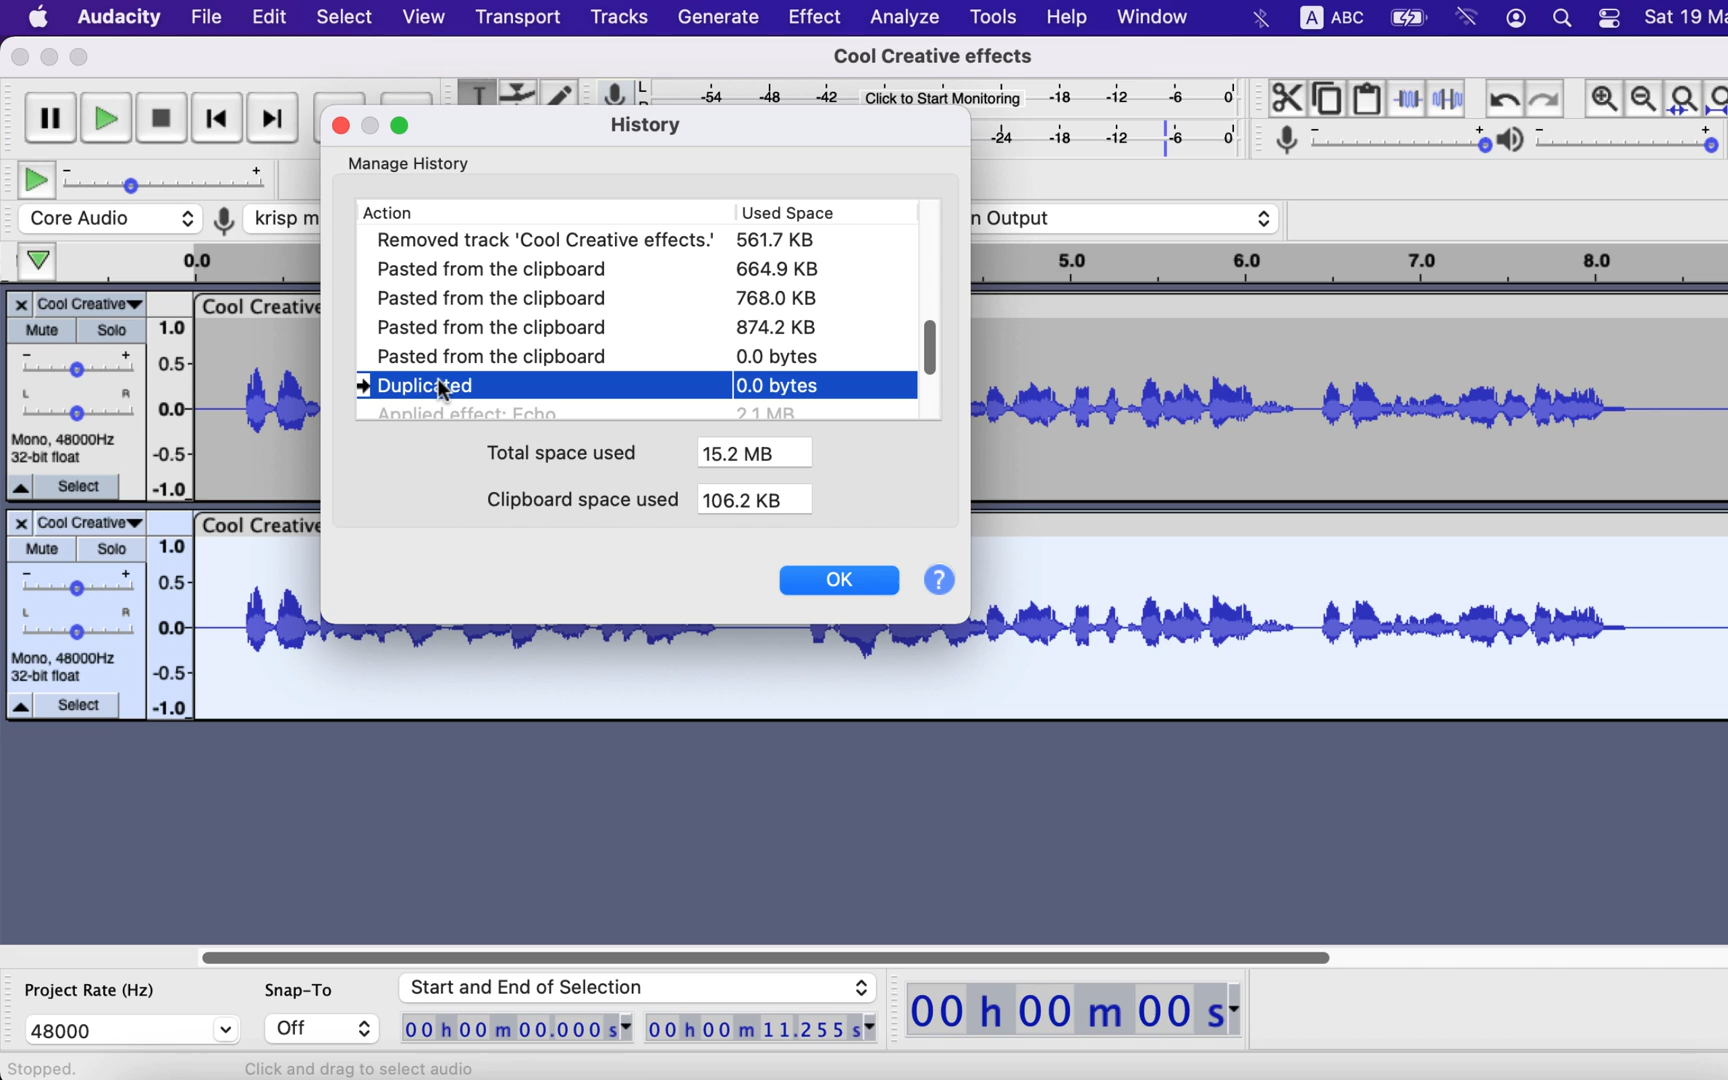 Audacity File Edit Select View Transport Tracks Generate Effect Analyze Tools Help Window A ABC Sat 19
Cool Creative effects
L -54 -48 -42 Click to Start Monitoring -18 -12 -6 0
-24 -18 -12 -6 0
History
Manage History
Action Used Space
Removed track 'Cool Creative effects.' 561.7 KB
Pasted from the clipboard 664.9 KB
Pasted from the clipboard 768.0 KB
Pasted from the clipboard 874.2 KB
Pasted from the clipboard 0.0 bytes
Duplicated 0.0 bytes
Applied effect: Echo 2.1 MB
Total space used 15.2 MB
Clipboard space used 106.2 KB
OK ?
- +
Core Audio krisp m n Output
0.0 5.0 6.0 7.0 8.0
× Cool Creative Cool Creative
Mute Solo 1.0
- + 0.5
L R 0.0
Mono, 48000Hz
32-bit float -0.5
Select -1.0
× Cool Creative Cool Creative
Mute Solo 1.0
- + 0.5
L R 0.0
Mono, 48000Hz
32-bit float -0.5
Select -1.0
Project Rate (Hz) Snap-To Start and End of Selection
48000 Off 00 h 00 m 00.000 s 00 h 00 m 11.255 s 00 h 00 m 00 s
Stopped. Click and drag to select audio